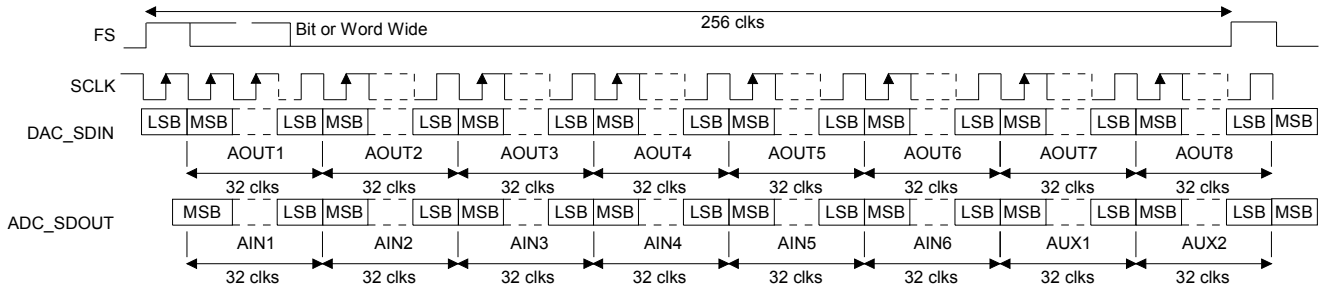 256 clks
FS Bit or Word Wide
SCLK
DAC_SDIN LSB MSB LSB MSB LSB MSB LSB MSB LSB MSB LSB MSB LSB MSB LSB MSB LSB MSB
AOUT1 AOUT2 AOUT3 AOUT4 AOUT5 AOUT6 AOUT7 AOUT8
32 clks 32 clks 32 clks 32 clks 32 clks 32 clks 32 clks 32 clks
ADC_SDOUT MSB LSB MSB LSB MSB LSB MSB LSB MSB LSB MSB LSB MSB LSB MSB LSB MSB
AIN1 AIN2 AIN3 AIN4 AIN5 AIN6 AUX1 AUX2
32 clks 32 clks 32 clks 32 clks 32 clks 32 clks 32 clks 32 clks